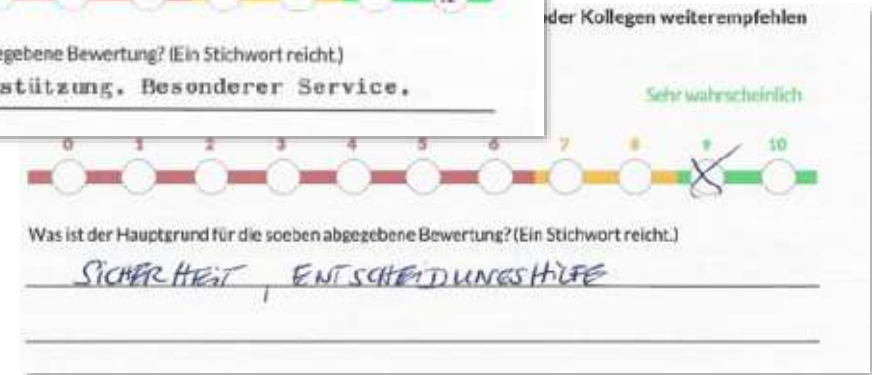 egebene Bewertung? (Ein Stichwort reicht.)
stützung. Besonderer Service.
der Kollegen weiterempfehlen
Sehr wahrscheinlich
0 1 2 3 4 5 6 7 8 9 10
Was ist der Hauptgrund für die soeben abgegebene Bewertung? (Ein Stichwort reicht.)
SICHERHEIT, ENTSCHEIDUNGSHILFE